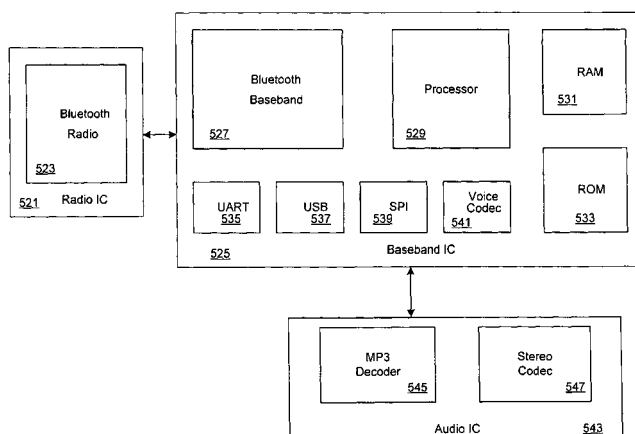 Bluetooth
Radio
523
521
Radio IC
Bluetooth
Baseband
527
Processor
529
RAM
531
UART
535
USB
537
SPI
539
Voice
Codec
541
ROM
533
525
Baseband IC
MP3
Decoder
545
Stereo
Codec
547
Audio IC
543